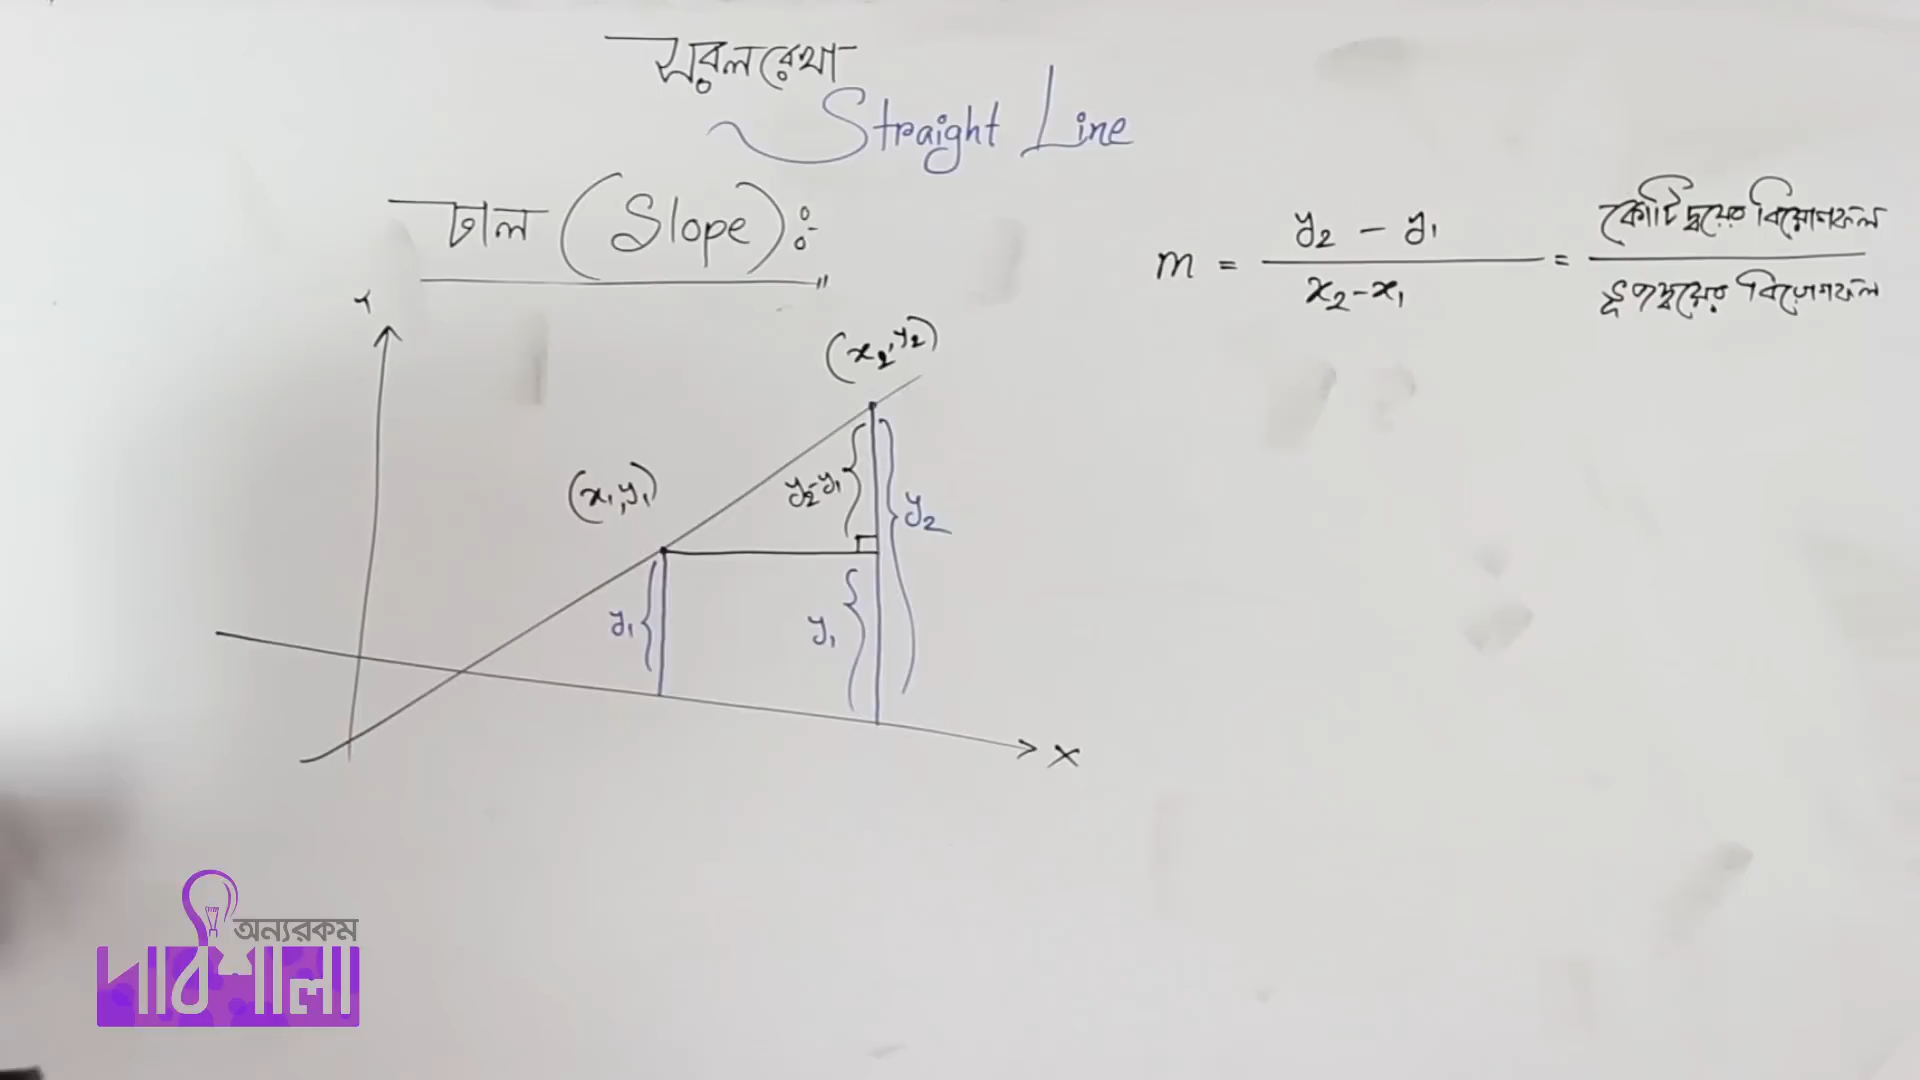 সরলরেখা
Straight Line
ঢাল (Slope):-
m = y₂ - y₁ / x₂-x₁ = কোটিদ্বয়ের বিয়োগফল / ভুজদ্বয়ের বিয়োগফল
Y
(x₂,y₂)
(x₁,y₁)
y₂-y₁
y₂
y₁
y₁
X
অন্যরকম
পাঠশালা